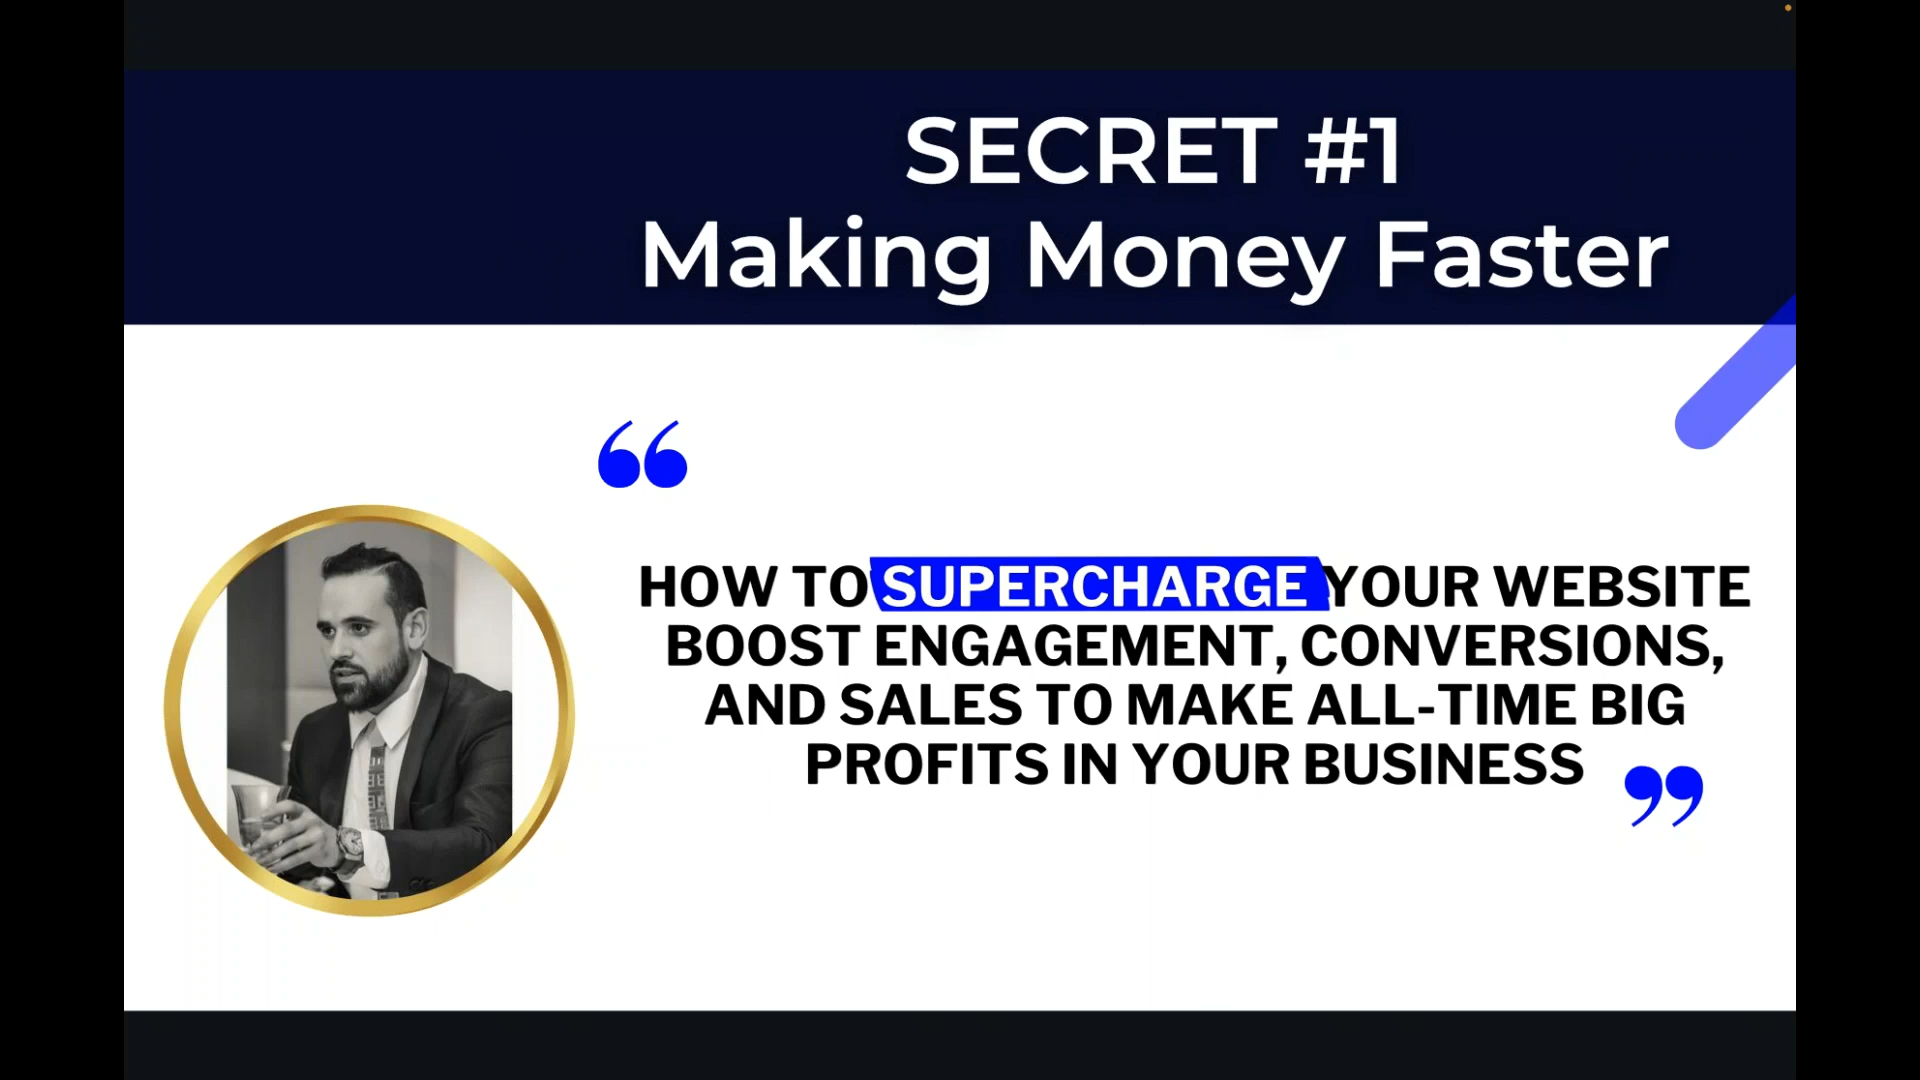 SECRET #1
Making Money Faster
“
HOW TO SUPERCHARGE YOUR WEBSITE
BOOST ENGAGEMENT, CONVERSIONS,
AND SALES TO MAKE ALL-TIME BIG
PROFITS IN YOUR BUSINESS
”